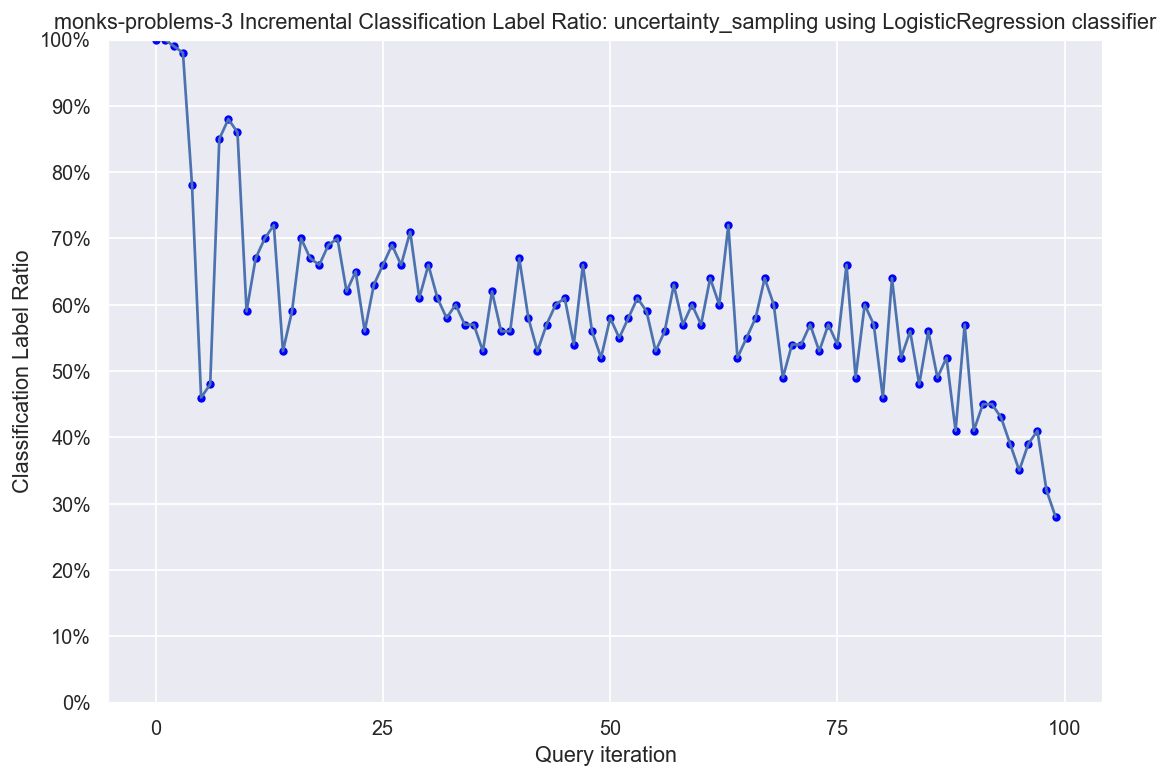 monks-problems-3 Incremental Classification Label Ratio: uncertainty_sampling using LogisticRegression classifier
100%
90%
80%
70%
60%
50%
40%
30%
20%
10%
0%
Classification Label Ratio
0 25 50 75 100
Query iteration